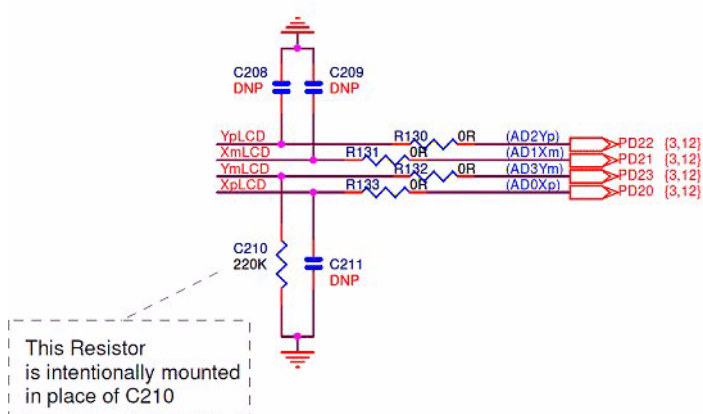 C208 C209
DNP DNP
YpLCD R130 0R (AD2Yp) PD22 {3,12}
XmLCD R131 0R (AD1Xm) PD21 {3,12}
YmLCD R132 0R (AD3Ym) PD23 {3,12}
XpLCD R133 0R (AD0Xp) PD20 {3,12}
C210
220K
C211
DNP
This Resistor
is intentionally mounted
in place of C210